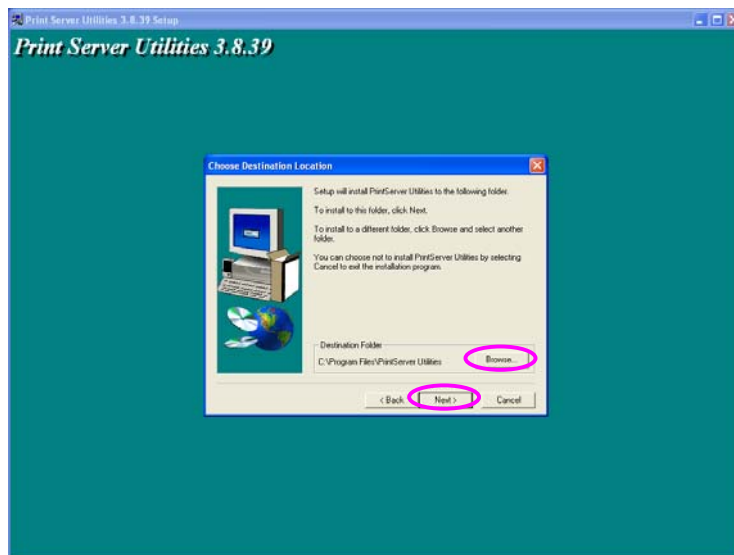 Print Server Utilities 3.8.39 Setup
Print Server Utilities 3.8.39
Choose Destination Location
Setup will install PrintServer Utilities to the following folder.
To install to this folder, click Next.
To install to a different folder, click Browse and select another
folder.
You can choose not to install PrintServer Utilities by selecting
Cancel to exit the installation program.
Destination Folder
C:\Program Files\PrintServer Utilities
Browse...
< Back
Next >
Cancel